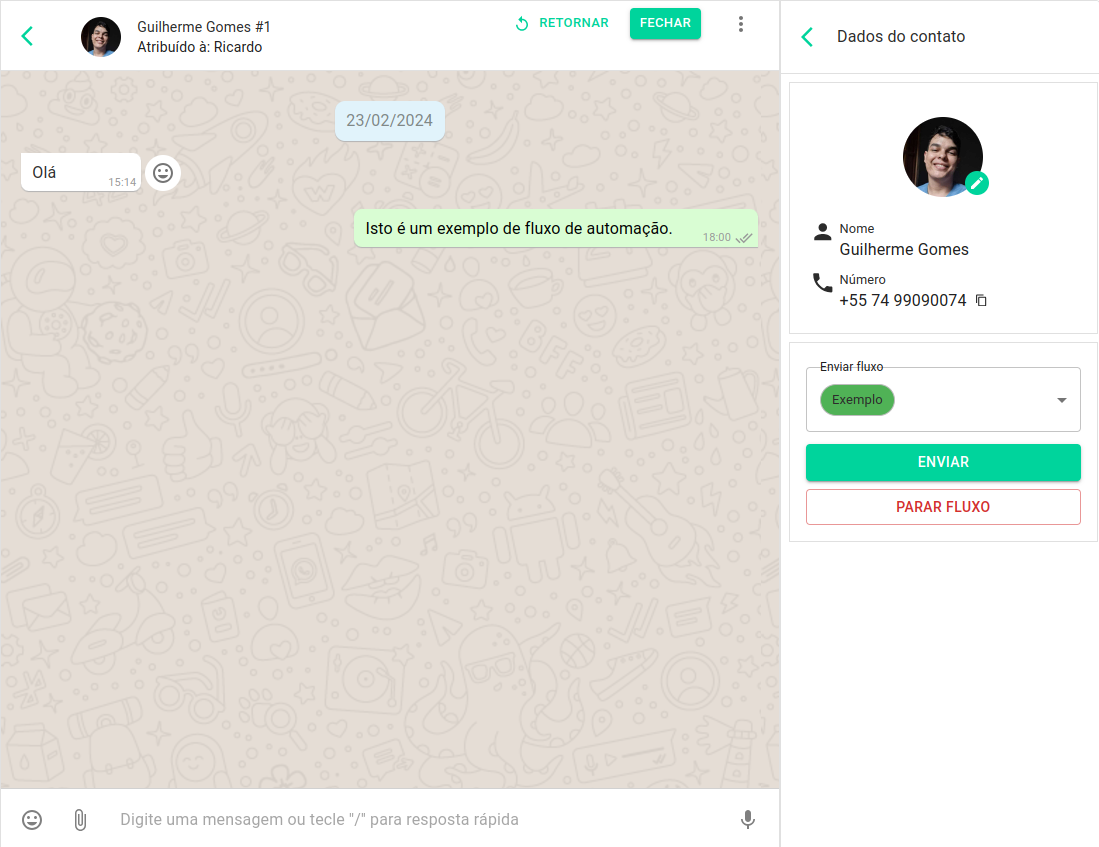 Guilherme Gomes #1
Atribuído à: Ricardo
RETORNAR
FECHAR
23/02/2024
Olá
15:14
Isto é um exemplo de fluxo de automação.
18:00
Digite uma mensagem ou tecle "/" para resposta rápida
Dados do contato
Nome
Guilherme Gomes
Número
+55 74 99090074
Enviar fluxo
Exemplo
ENVIAR
PARAR FLUXO